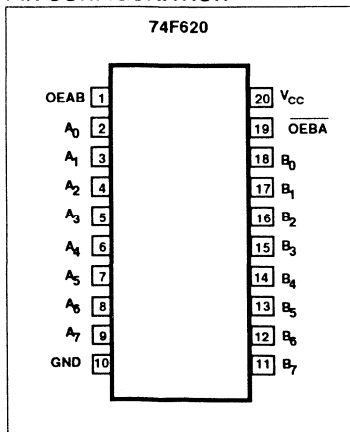 74F620
OEAB 1 20 VCC
A0 2 19 OEBA
A1 3 18 B0
A2 4 17 B1
A3 5 16 B2
A4 6 15 B3
A5 7 14 B4
A6 8 13 B5
A7 9 12 B6
GND 10 11 B7